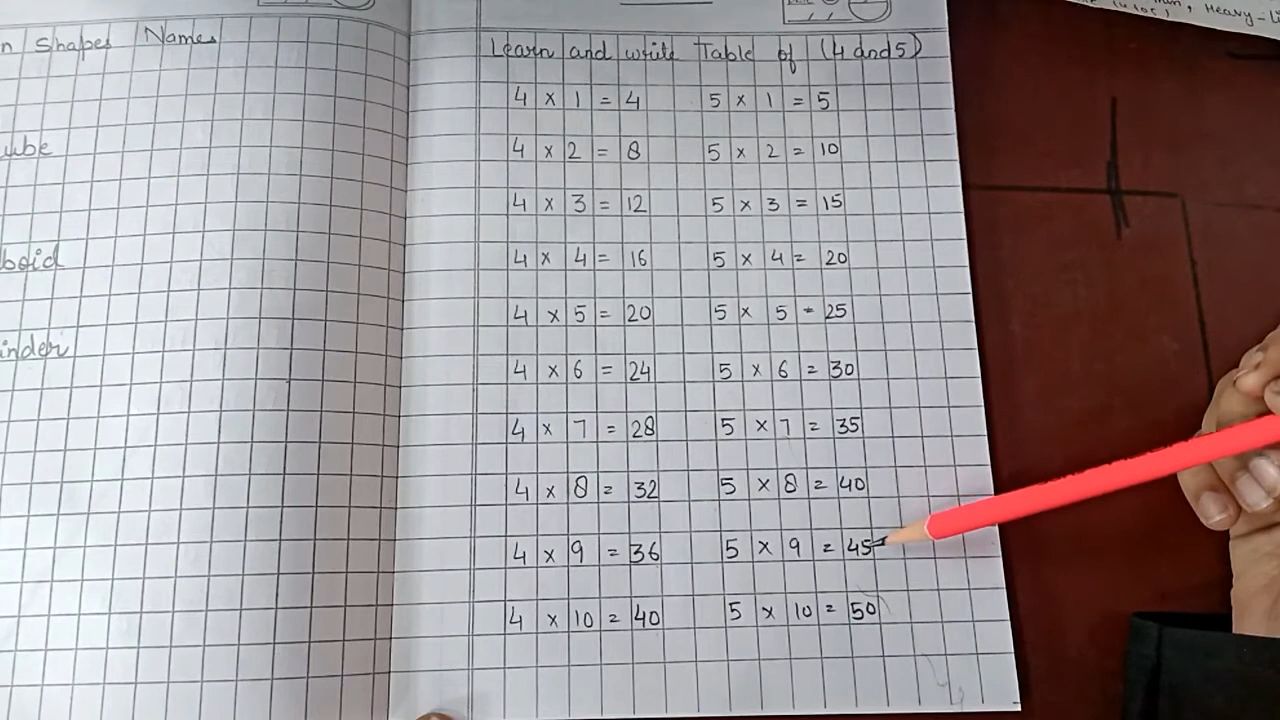 n Shapes Names
ube
boid
inder
Learn and write Table of (4 and 5)
4 × 1 = 4 5 × 1 = 5
4 × 2 = 8 5 × 2 = 10
4 × 3 = 12 5 × 3 = 15
4 × 4 = 16 5 × 4 = 20
4 × 5 = 20 5 × 5 = 25
4 × 6 = 24 5 × 6 = 30
4 × 7 = 28 5 × 7 = 35
4 × 8 = 32 5 × 8 = 40
4 × 9 = 36 5 × 9 = 45
4 × 10 = 40 5 × 10 = 50
Heavy-Li